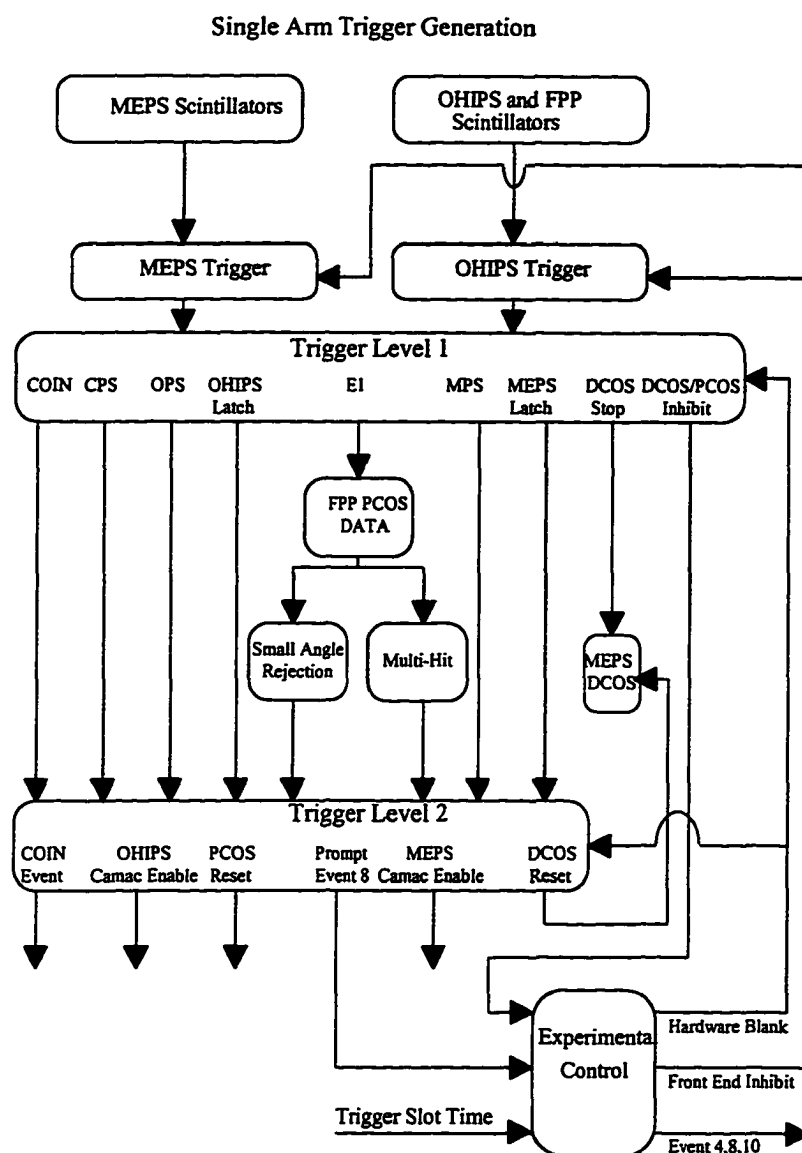 Single Arm Trigger Generation
MEPS Scintillators
OHIPS and FPP
Scintillators
MEPS Trigger
OHIPS Trigger
Trigger Level 1
COIN CPS OPS OHIPS E1 MPS MEPS DCOS DCOS/PCOS
Latch Latch Stop Inhibit
FPP PCOS
DATA
Small Angle
Rejection
Multi-Hit
MEPS
DCOS
Trigger Level 2
COIN OHIPS PCOS Prompt MEPS DCOS
Event Camac Enable Reset Event 8 Camac Enable Reset
Experimental
Control
Hardware Blank
Front End Inhibit
Trigger Slot Time
Event 4,8,10